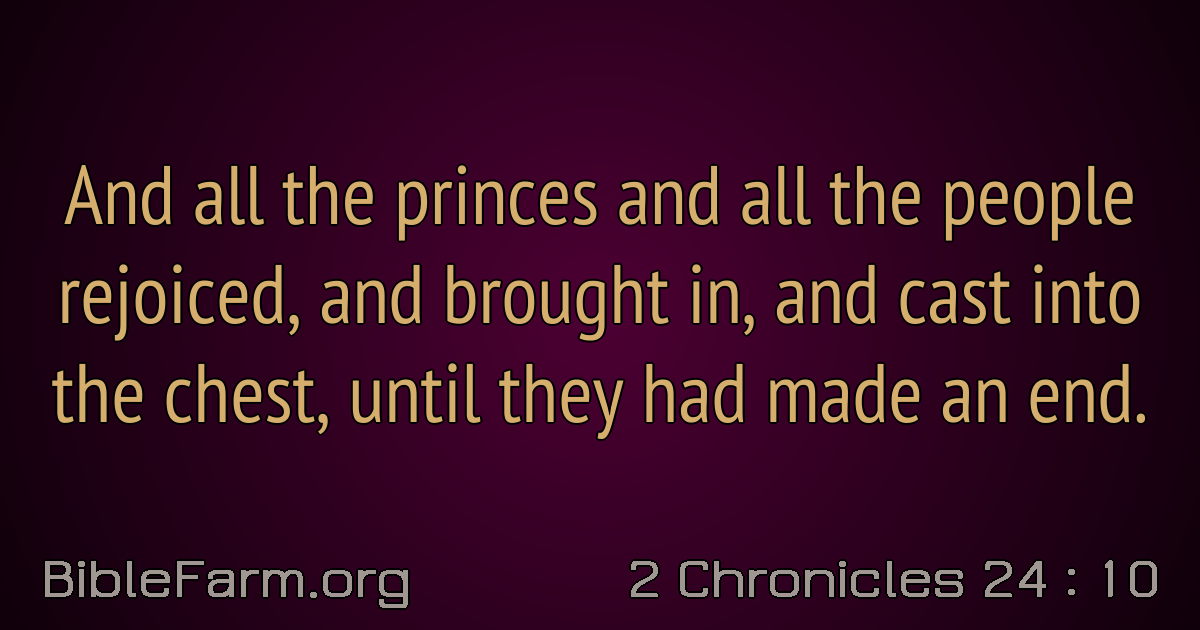 And all the princes and all the people
rejoiced, and brought in, and cast into
the chest, until they had made an end.
BibleFarm.org
2 Chronicles 24 : 10